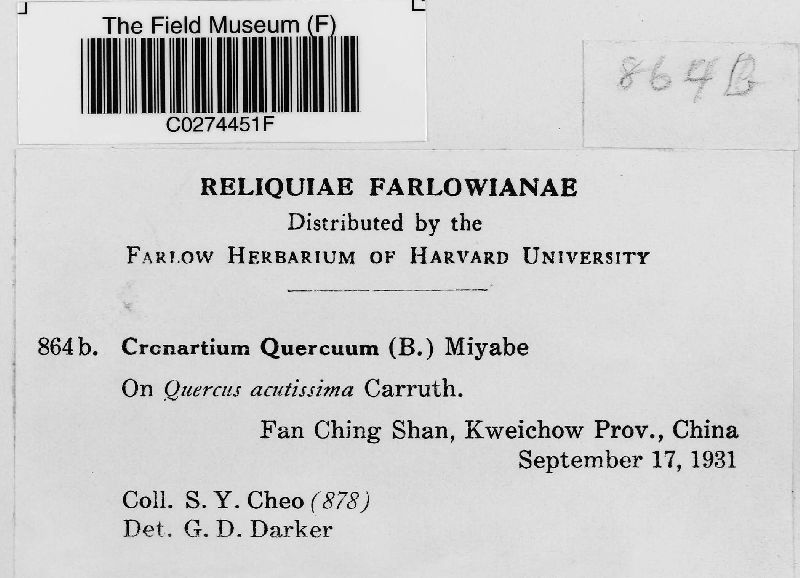 The Field Museum (F)
C0274451F
864B
RELIQUIAE FARLOWIANAE
Distributed by the
FARLOW HERBARIUM OF HARVARD UNIVERSITY
864b. Cronartium Quercuum (B.) Miyabe
On Quercus acutissima Carruth.
Fan Ching Shan, Kweichow Prov., China
September 17, 1931
Coll. S. Y. Cheo (878)
Det. G. D. Darker